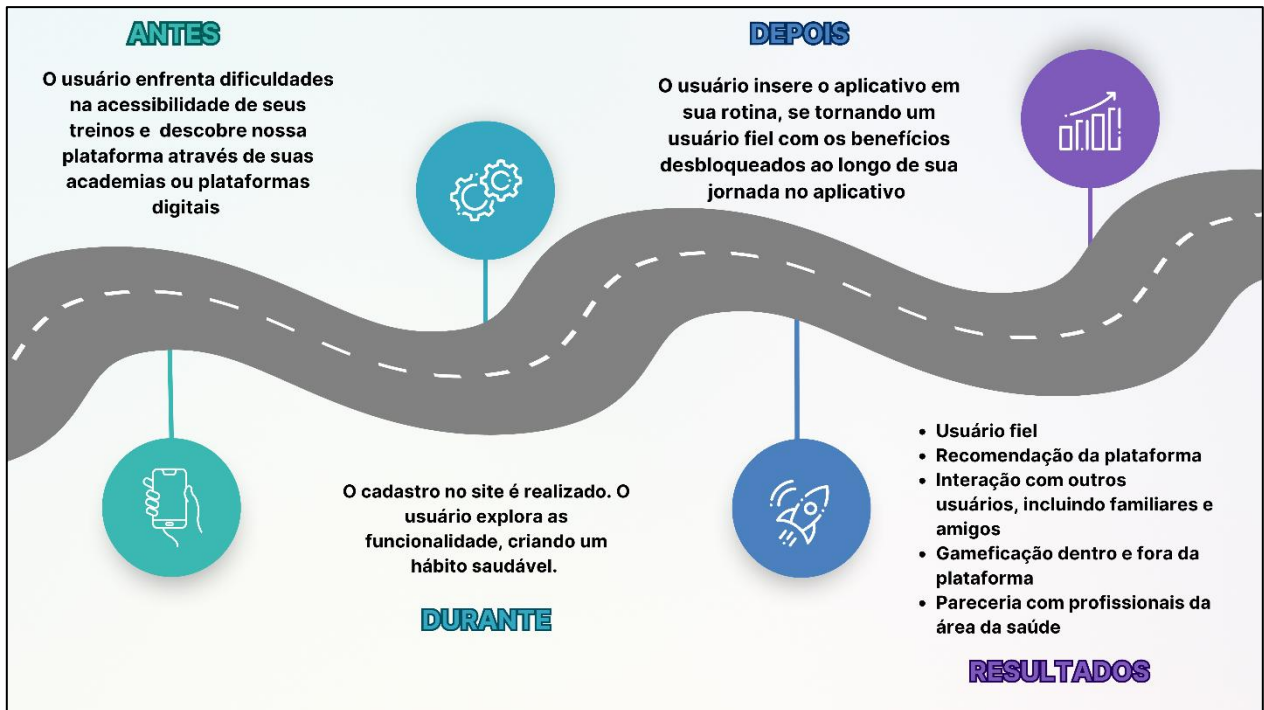 ANTES
O usuário enfrenta dificuldades
na acessibilidade de seus
treinos e descobre nossa
plataforma através de suas
academias ou plataformas
digitais
O cadastro no site é realizado. O
usuário explora as
funcionalidade, criando um
hábito saudável.
DURANTE
DEPOIS
O usuário insere o aplicativo em
sua rotina, se tornando um
usuário fiel com os benefícios
desbloqueados ao longo de sua
jornada no aplicativo
• Usuário fiel
• Recomendação da plataforma
• Interação com outros
usuários, incluindo familiares e
amigos
• Gameficação dentro e fora da
plataforma
• Pareceria com profissionais da
área da saúde
RESULTADOS